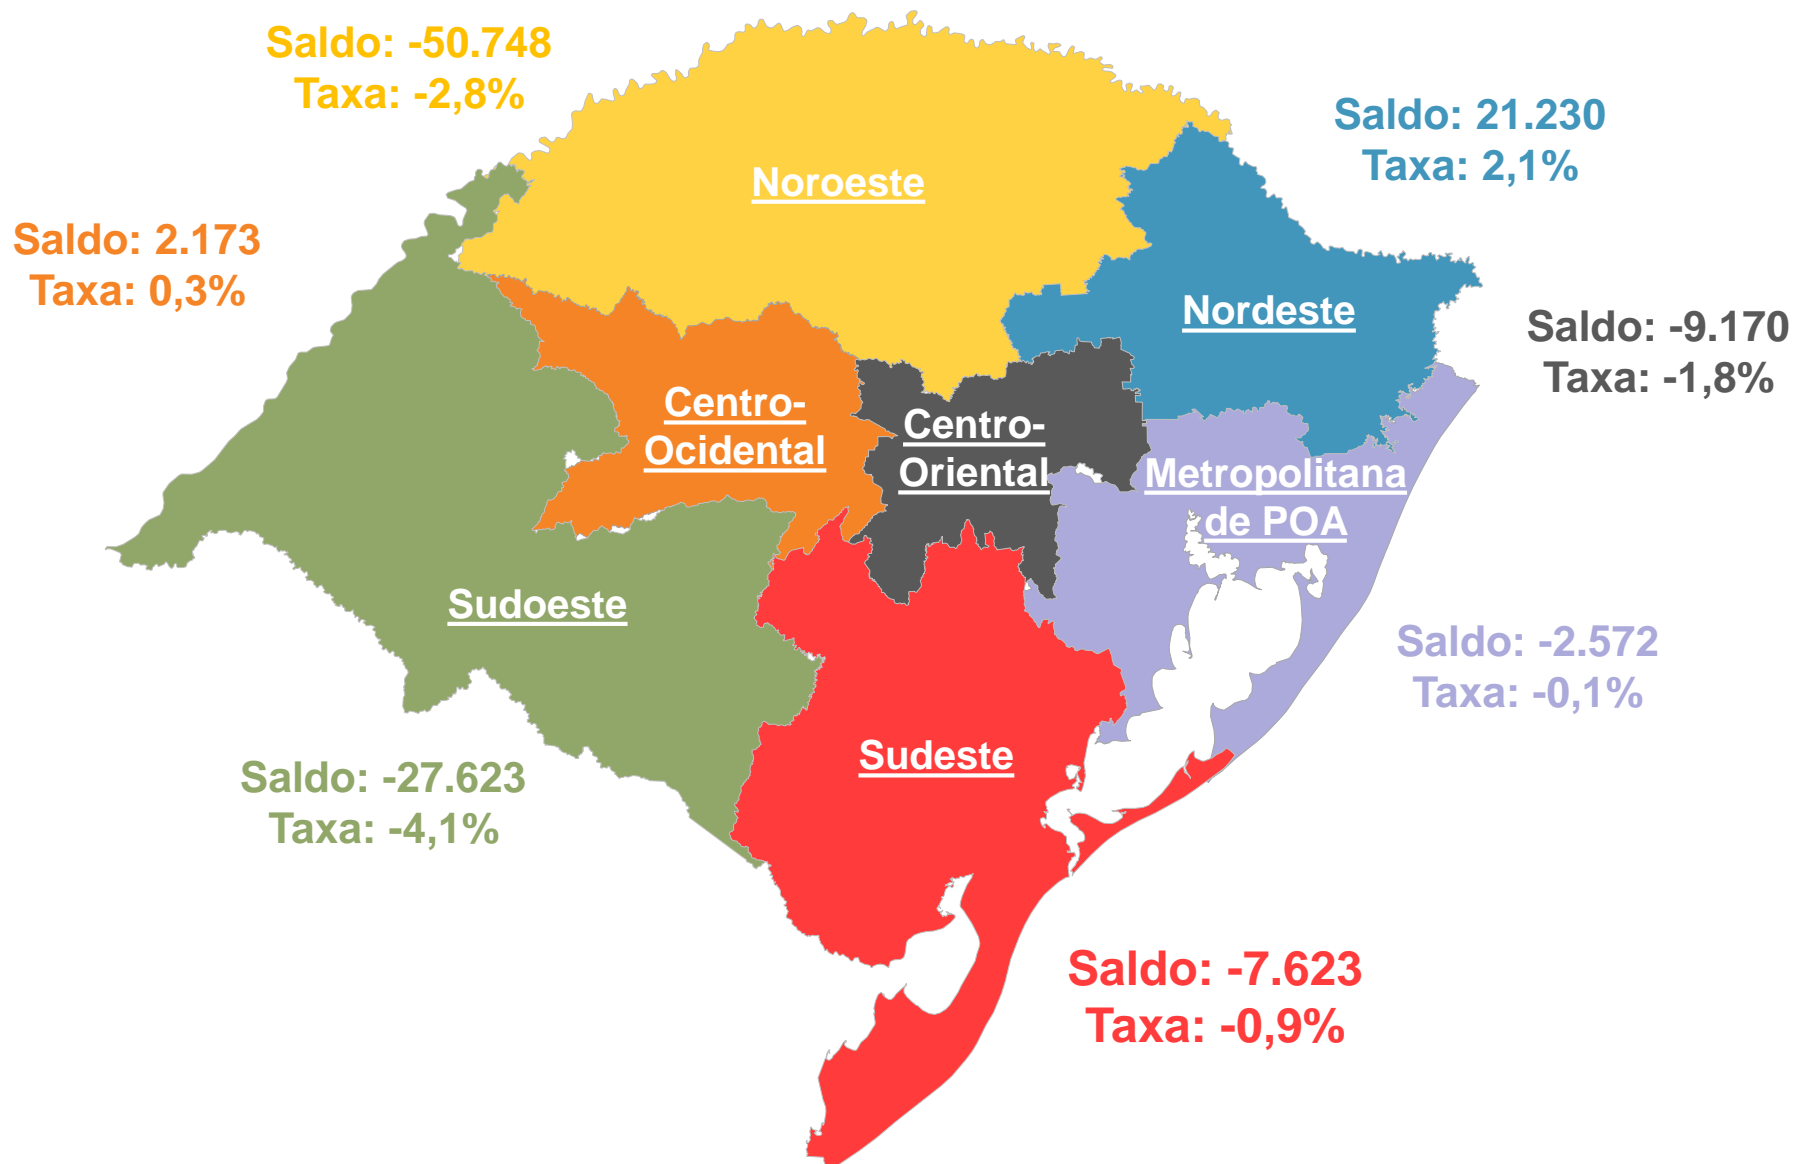 Saldo: -50.748
Taxa: -2,8%
Saldo: 21.230
Taxa: 2,1%
Noroeste
Saldo: 2.173
Taxa: 0,3%
Nordeste
Saldo: -9.170
Taxa: -1,8%
Centro-
Ocidental
Centro-
Oriental
Metropolitana
de POA
Sudoeste
Saldo: -2.572
Taxa: -0,1%
Sudeste
Saldo: -27.623
Taxa: -4,1%
Saldo: -7.623
Taxa: -0,9%